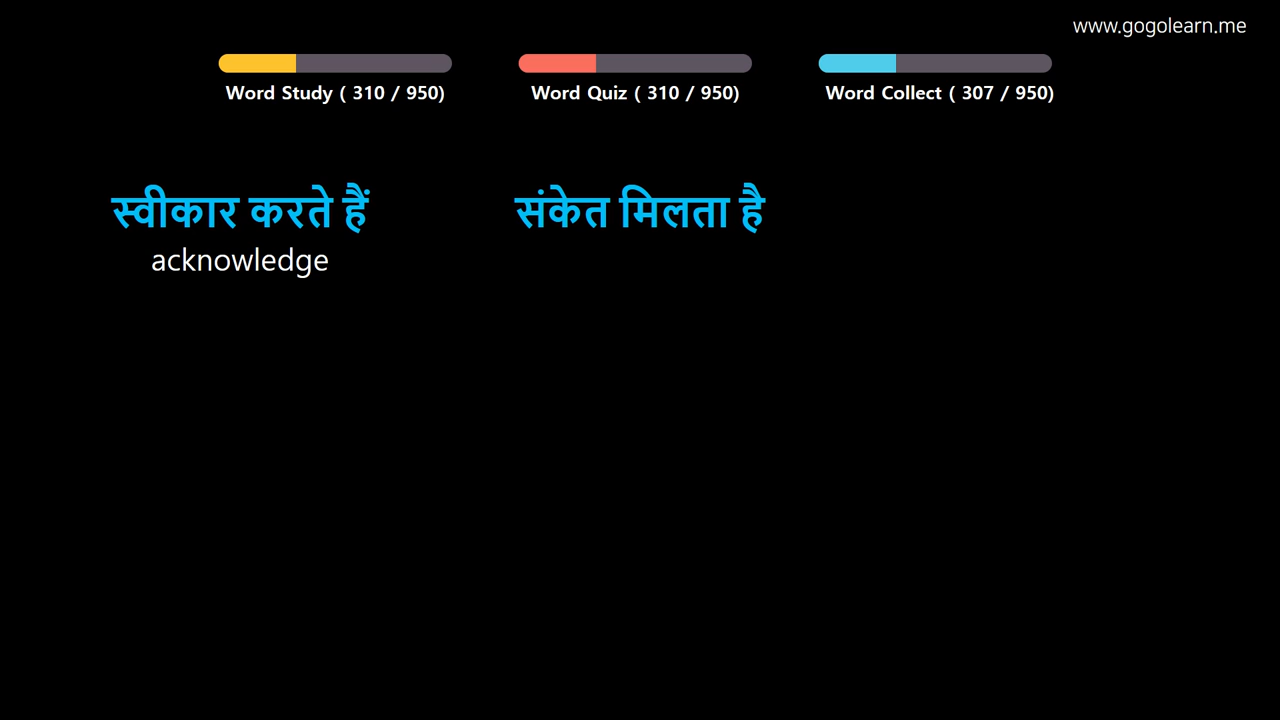 www.gogolearn.me
Word Study ( 310 / 950)
Word Quiz ( 310 / 950)
Word Collect ( 307 / 950)
स्वीकार करते हैं
acknowledge
संकेत मिलता है